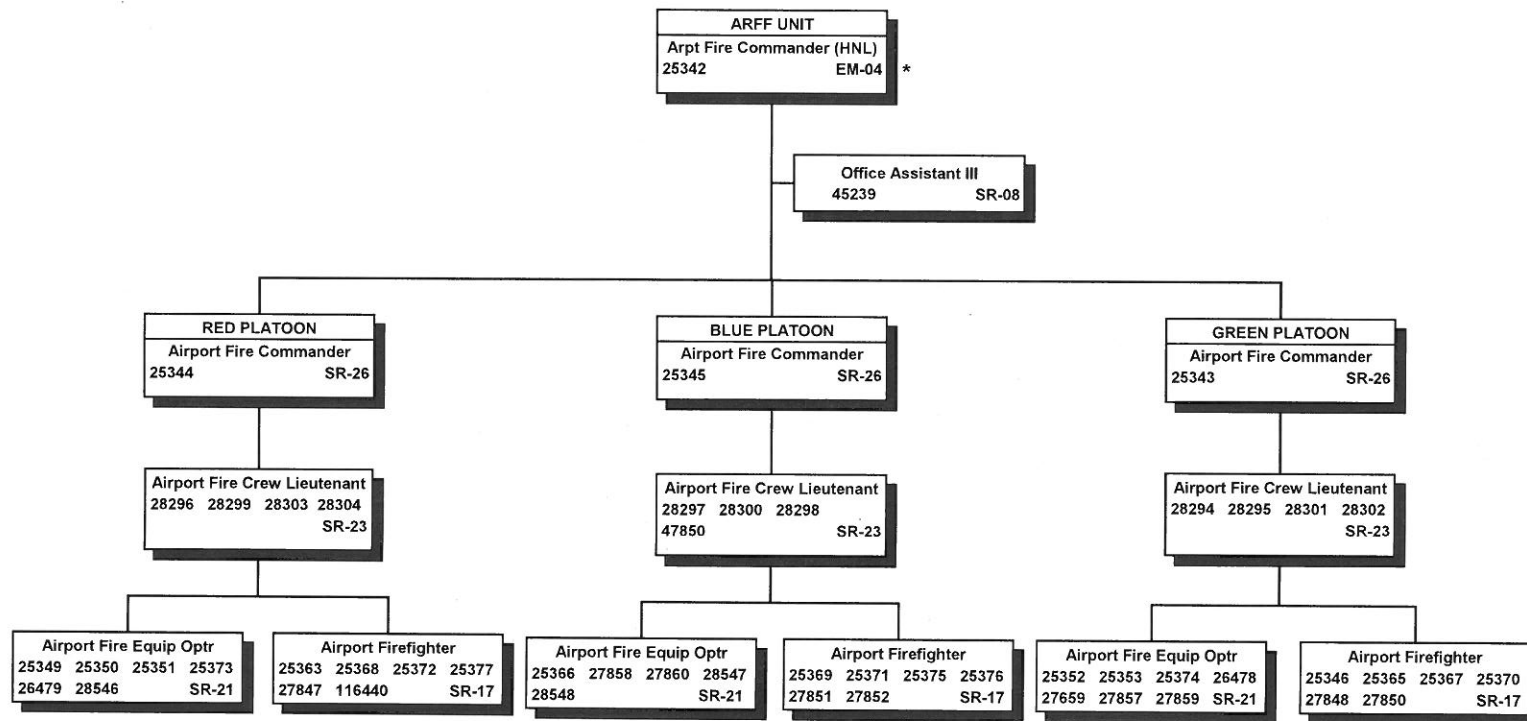 ARFF UNIT
Arpt Fire Commander (HNL)
25342 EM-04 *
Office Assistant III
45239 SR-08
RED PLATOON
Airport Fire Commander
25344 SR-26
BLUE PLATOON
Airport Fire Commander
25345 SR-26
GREEN PLATOON
Airport Fire Commander
25343 SR-26
Airport Fire Crew Lieutenant
28296 28299 28303 28304
SR-23
Airport Fire Crew Lieutenant
28297 28300 28298
47850 SR-23
Airport Fire Crew Lieutenant
28294 28295 28301 28302
SR-23
Airport Fire Equip Optr
25349 25350 25351 25373
26479 28546 SR-21
Airport Firefighter
25363 25368 25372 25377
27847 116440 SR-17
Airport Fire Equip Optr
25366 27858 27860 28547
28548 SR-21
Airport Firefighter
25369 25371 25375 25376
27851 27852 SR-17
Airport Fire Equip Optr
25352 25353 25374 26478
27659 27857 27859 SR-21
Airport Firefighter
25346 25365 25367 25370
27848 27850 SR-17